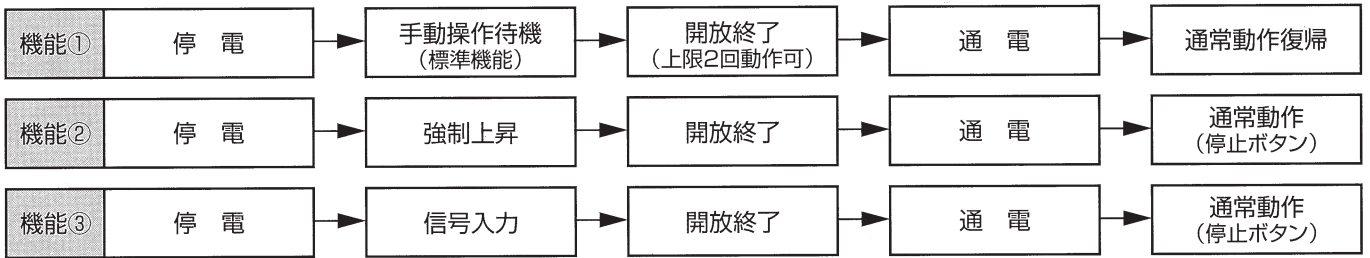 機能① 停電 手動操作待機 開放終了 通電 通常動作復帰
(標準機能) (上限2回動作可)
機能② 停電 強制上昇 開放終了 通電 通常動作
(停止ボタン)
機能③ 停電 信号入力 開放終了 通電 通常動作
(停止ボタン)